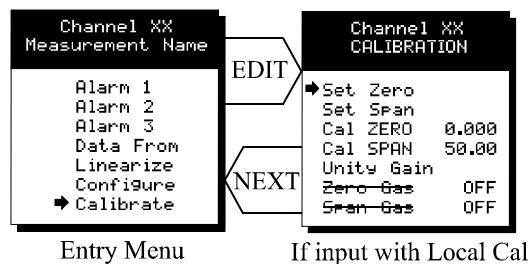 Channel XX
Measurement Name
Alarm 1
Alarm 2
Alarm 3
Data From
Linearize
Configure
➡Calibrate
Entry Menu
EDIT
NEXT
Channel XX
CALIBRATION
➡Set Zero
Set Span
Cal ZERO 0.000
Cal SPAN 50.00
Unity Gain
Zero Gas OFF
Span Gas OFF
If input with Local Cal